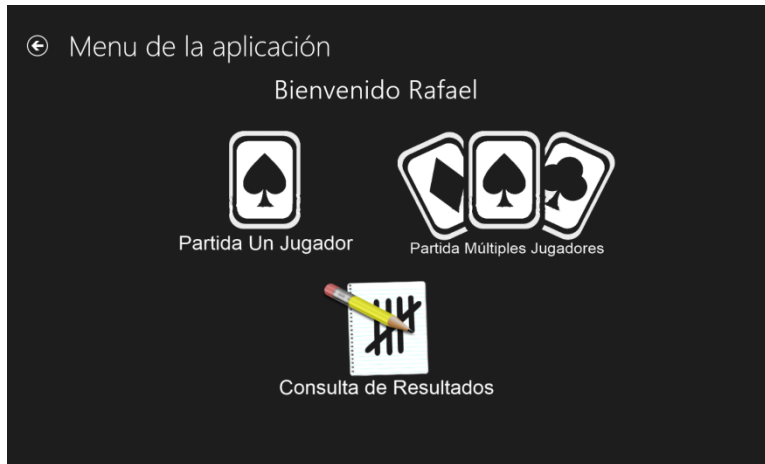 Menu de la aplicación
Bienvenido Rafael
Partida Un Jugador
Partida Múltiples Jugadores
Consulta de Resultados